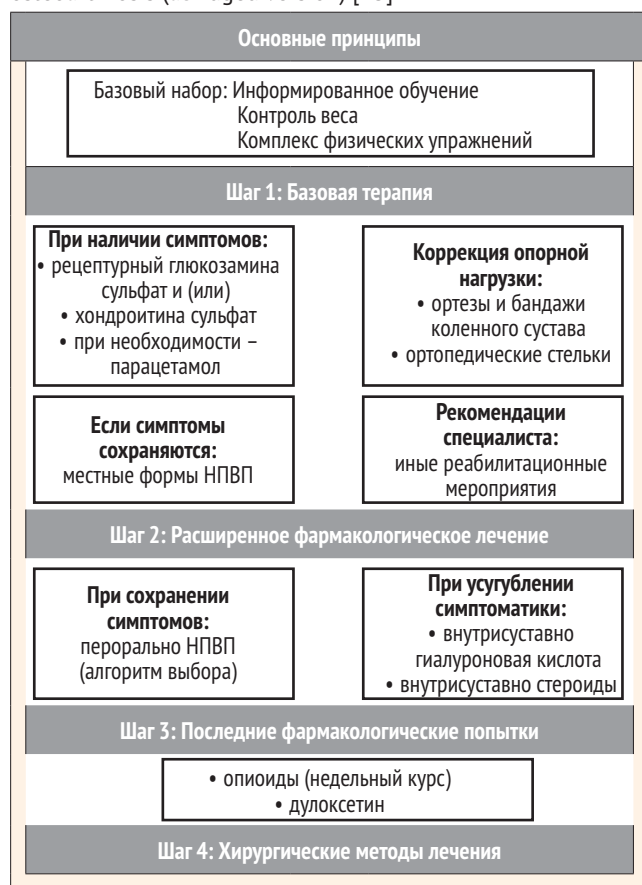 Основные принципы
Базовый набор: Информированное обучение
Контроль веса
Комплекс физических упражнений
Шаг 1: Базовая терапия
При наличии симптомов:
• рецептурный глюкозамина
сульфат и (или)
• хондроитина сульфат
• при необходимости –
парацетамол
Коррекция опорной
нагрузки:
• ортезы и бандажи
коленного сустава
• ортопедические стельки
Если симптомы
сохраняются:
местные формы НПВП
Рекомендации
специалиста:
иные реабилитационные
мероприятия
Шаг 2: Расширенное фармакологическое лечение
При сохранении
симптомов:
перорально НПВП
(алгоритм выбора)
При усугублении
симптоматики:
• внутрисуставно
гиалуроновая кислота
• внутрисуставно стероиды
Шаг 3: Последние фармакологические попытки
• опиоиды (недельный курс)
• дулоксетин
Шаг 4: Хирургические методы лечения